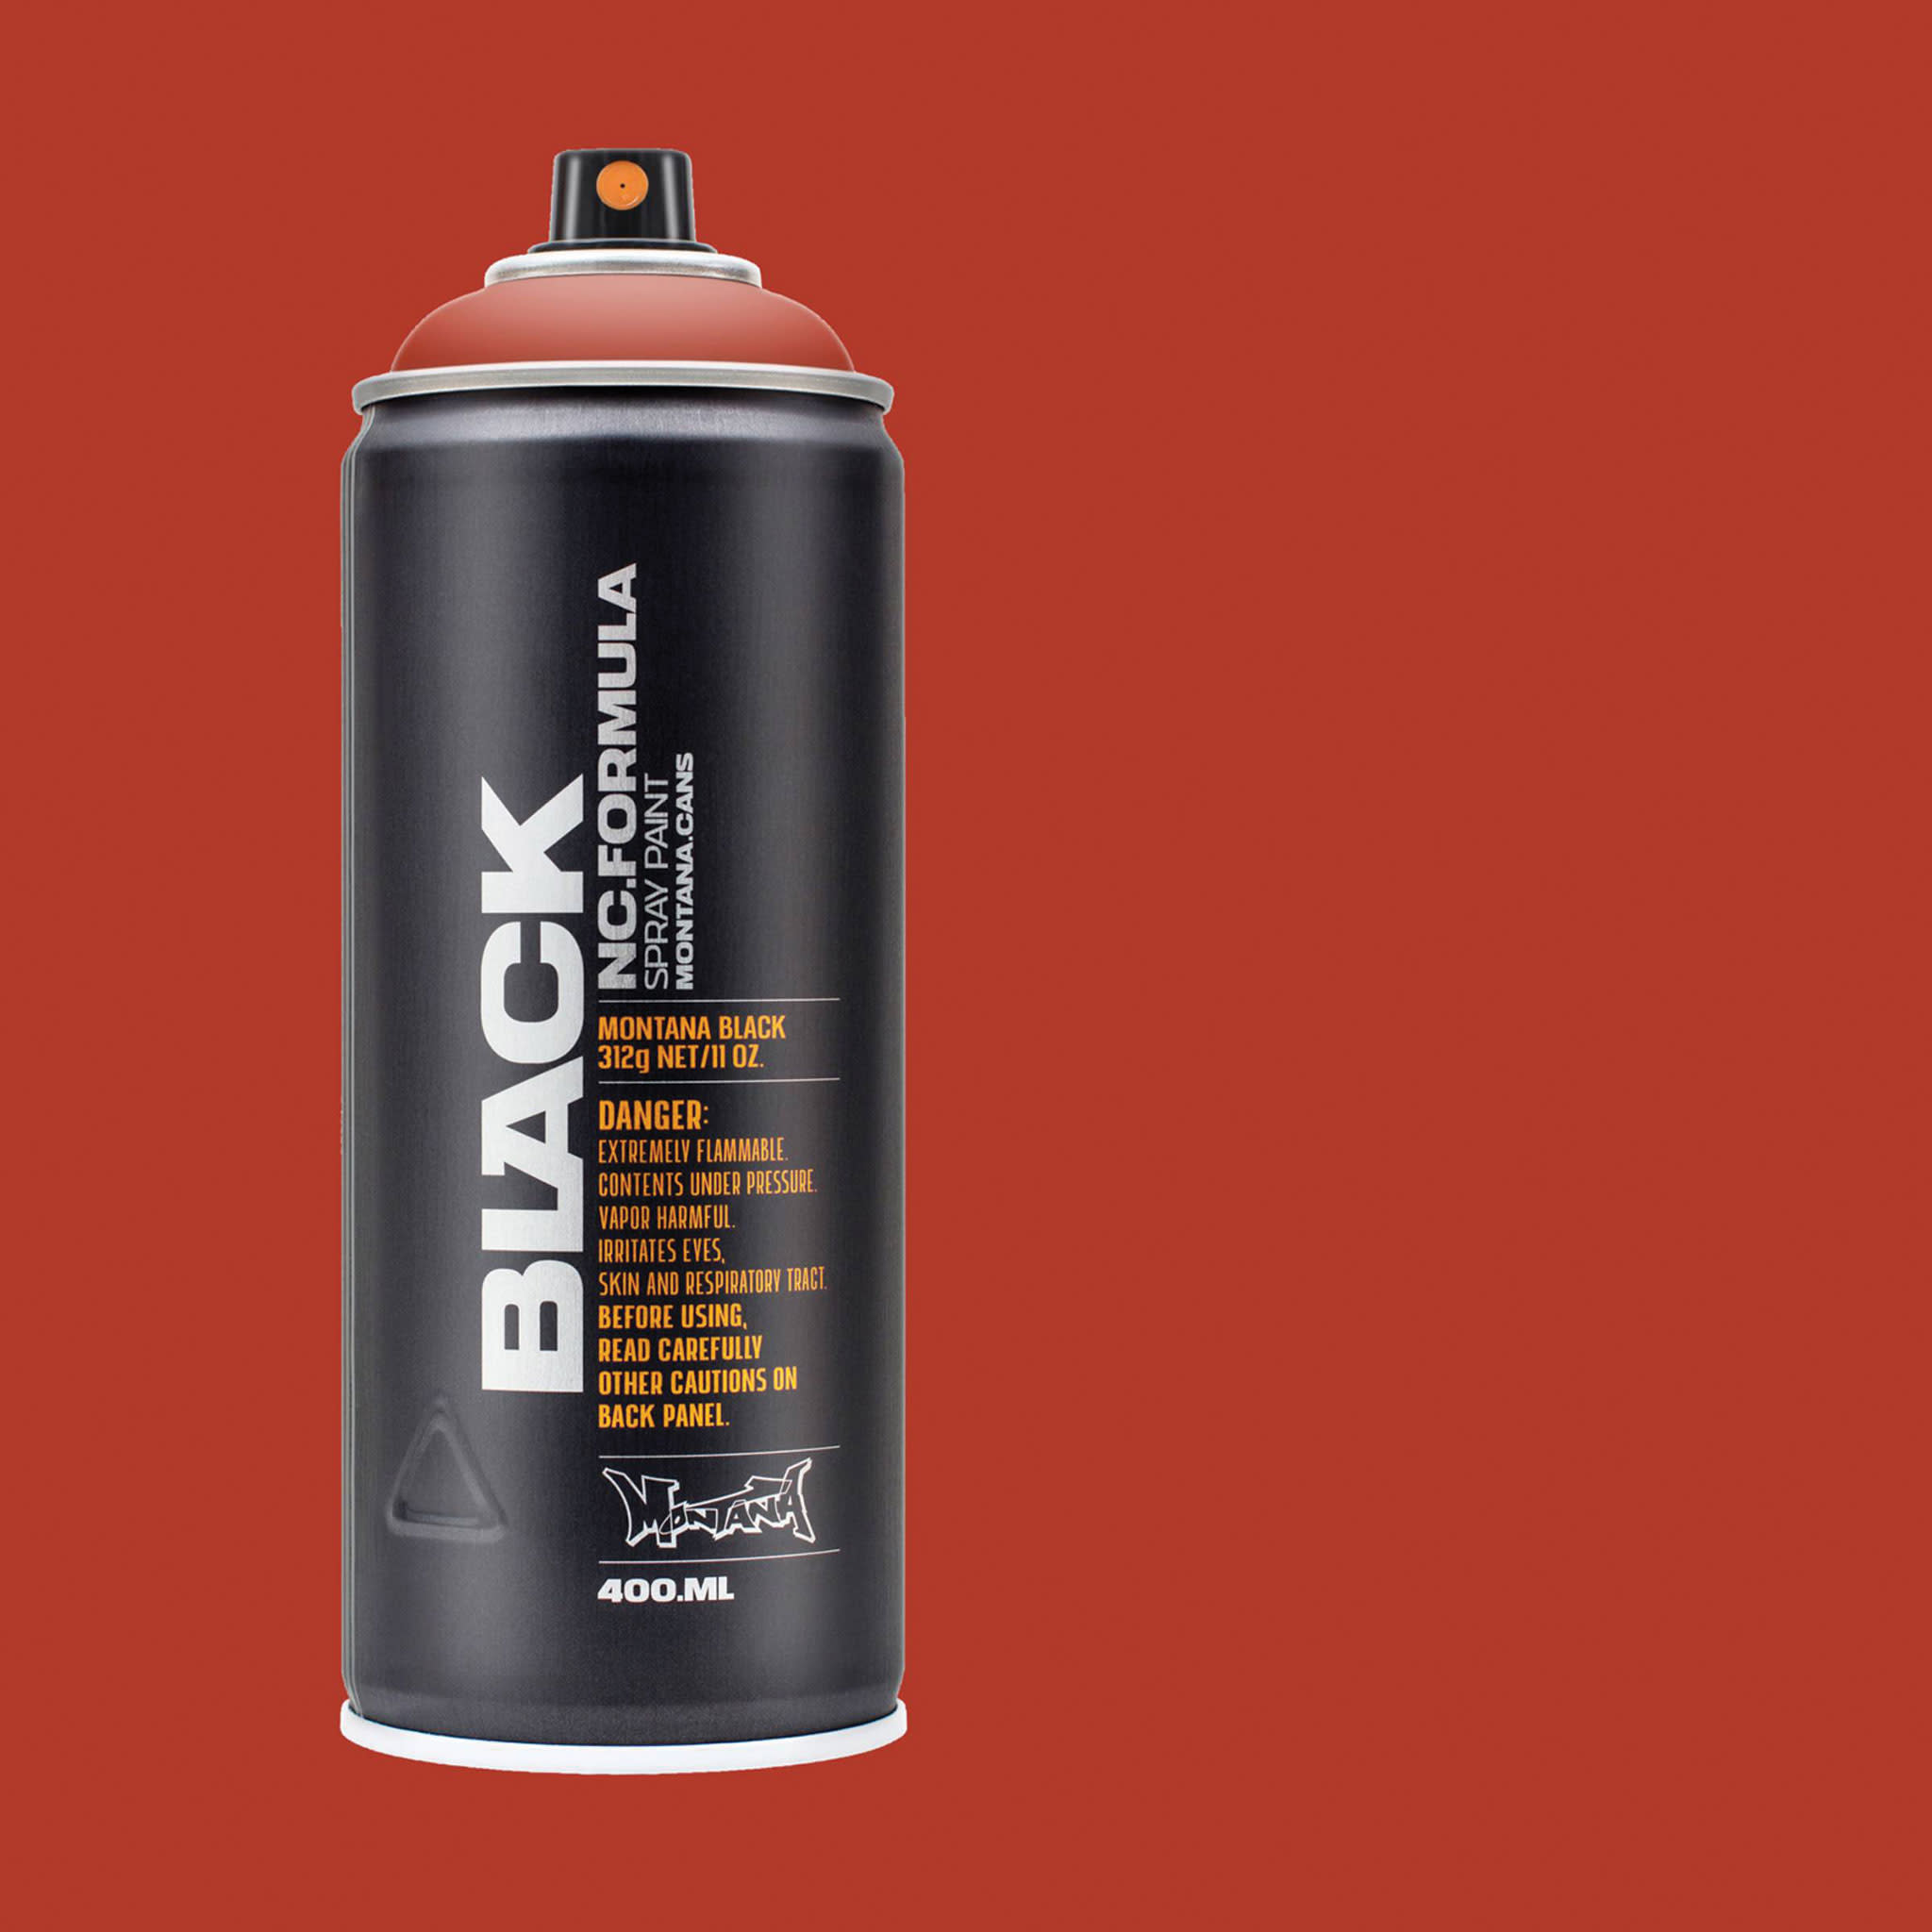 BLACK
NC.FORMULA
SPRAY PAINT
MONTANA.CANS
MONTANA BLACK
312g NET/11 OZ.
DANGER:
EXTREMELY FLAMMABLE.
CONTENTS UNDER PRESSURE.
VAPOR HARMFUL.
IRRITATES EYES,
SKIN AND RESPIRATORY TRACT.
BEFORE USING,
READ CAREFULLY
OTHER CAUTIONS ON
BACK PANEL.
MONTANA
400.ML